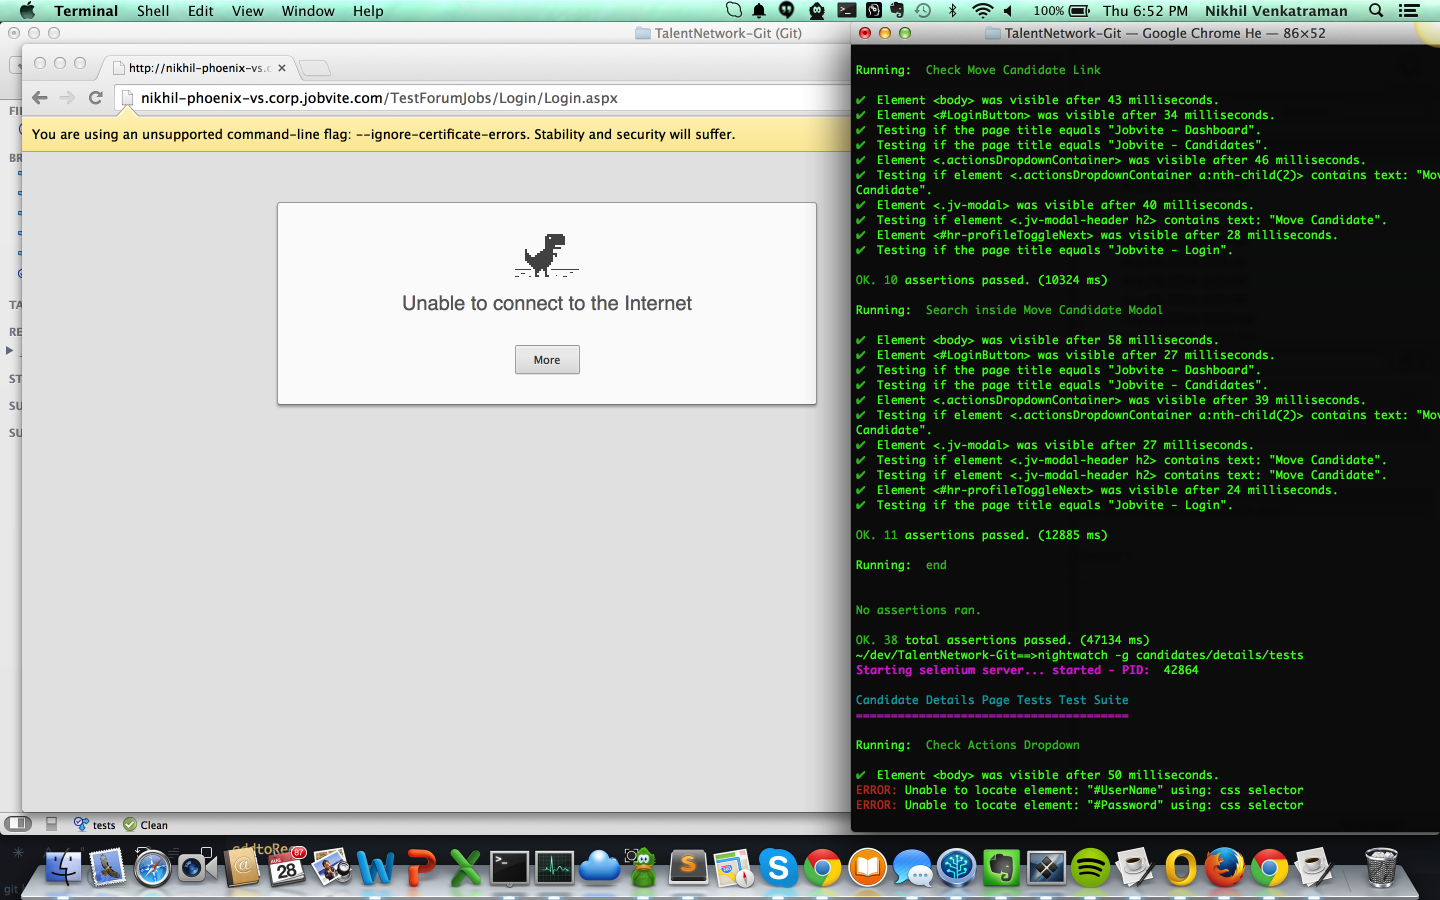 Terminal Shell Edit View Window Help
100% Thu 6:52 PM Nikhil Venkatraman
TalentNetwork-Git (Git)
http://nikhil-phoenix-vs.c
nikhil-phoenix-vs.corp.jobvite.com/TestForumJobs/Login/Login.aspx
You are using an unsupported command-line flag: --ignore-certificate-errors. Stability and security will suffer.
Unable to connect to the Internet
More
FI
BR
TA
RE
ST
SU
SU
tests Clean
TalentNetwork-Git — Google Chrome He — 86×52
Running: Check Move Candidate Link
✔ Element <body> was visible after 43 milliseconds.
✔ Element <#LoginButton> was visible after 34 milliseconds.
✔ Testing if the page title equals "Jobvite - Dashboard".
✔ Testing if the page title equals "Jobvite - Candidates".
✔ Element <.actionsDropdownContainer> was visible after 46 milliseconds.
✔ Testing if element <.actionsDropdownContainer a:nth-child(2)> contains text: "Mov
Candidate".
✔ Element <.jv-modal> was visible after 40 milliseconds.
✔ Testing if element <.jv-modal-header h2> contains text: "Move Candidate".
✔ Element <#hr-profileToggleNext> was visible after 28 milliseconds.
✔ Testing if the page title equals "Jobvite - Login".
OK. 10 assertions passed. (10324 ms)
Running: Search inside Move Candidate Modal
✔ Element <body> was visible after 58 milliseconds.
✔ Element <#LoginButton> was visible after 27 milliseconds.
✔ Testing if the page title equals "Jobvite - Dashboard".
✔ Testing if the page title equals "Jobvite - Candidates".
✔ Element <.actionsDropdownContainer> was visible after 39 milliseconds.
✔ Testing if element <.actionsDropdownContainer a:nth-child(2)> contains text: "Mov
Candidate".
✔ Element <.jv-modal> was visible after 27 milliseconds.
✔ Testing if element <.jv-modal-header h2> contains text: "Move Candidate".
✔ Testing if element <.jv-modal-header h2> contains text: "Move Candidate".
✔ Element <#hr-profileToggleNext> was visible after 24 milliseconds.
✔ Testing if the page title equals "Jobvite - Login".
OK. 11 assertions passed. (12885 ms)
Running: end
No assertions ran.
OK. 38 total assertions passed. (47134 ms)
~/dev/TalentNetwork-Git==>nightwatch -g candidates/details/tests
Starting selenium server... started - PID: 42864
Candidate Details Page Tests Test Suite
=======================================
Running: Check Actions Dropdown
✔ Element <body> was visible after 50 milliseconds.
ERROR: Unable to locate element: "#UserName" using: css selector
ERROR: Unable to locate element: "#Password" using: css selector
addtoRe
git
AUG
28
87